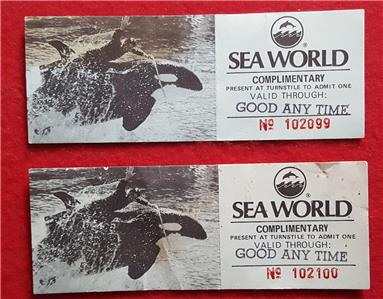 SEA WORLD®
COMPLIMENTARY
PRESENT AT TURNSTILE TO ADMIT ONE
VALID THROUGH:
GOOD ANY TIME
Nº 102099
SEA WORLD®
COMPLIMENTARY
PRESENT AT TURNSTILE TO ADMIT ONE
VALID THROUGH:
GOOD ANY TIME
Nº 102100